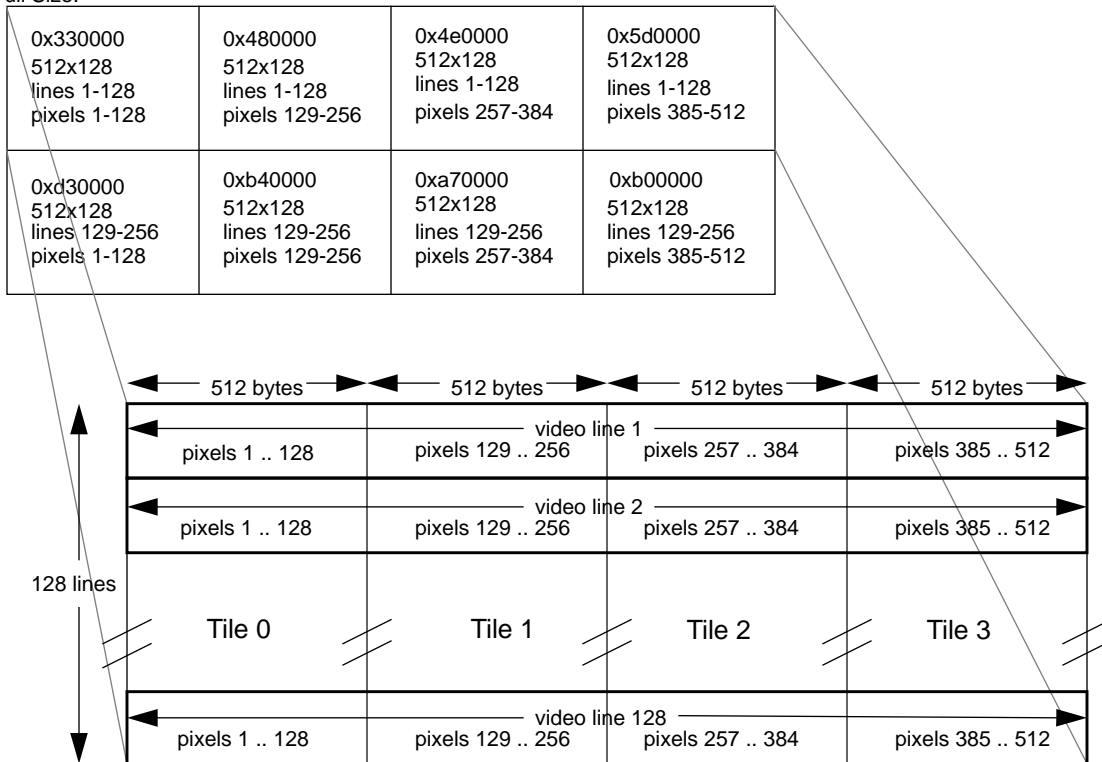 0x330000
512x128
lines 1-128
pixels 1-128
0x480000
512x128
lines 1-128
pixels 129-256
0x4e0000
512x128
lines 1-128
pixels 257-384
0x5d0000
512x128
lines 1-128
pixels 385-512
0xd30000
512x128
lines 129-256
pixels 1-128
0xb40000
512x128
lines 129-256
pixels 129-256
0xa70000
512x128
lines 129-256
pixels 257-384
0xb00000
512x128
lines 129-256
pixels 385-512
512 bytes 512 bytes 512 bytes 512 bytes
video line 1
pixels 1 .. 128 pixels 129 .. 256 pixels 257 .. 384 pixels 385 .. 512
video line 2
pixels 1 .. 128 pixels 129 .. 256 pixels 257 .. 384 pixels 385 .. 512
128 lines
Tile 0 Tile 1 Tile 2 Tile 3
video line 128
pixels 1 .. 128 pixels 129 .. 256 pixels 257 .. 384 pixels 385 .. 512